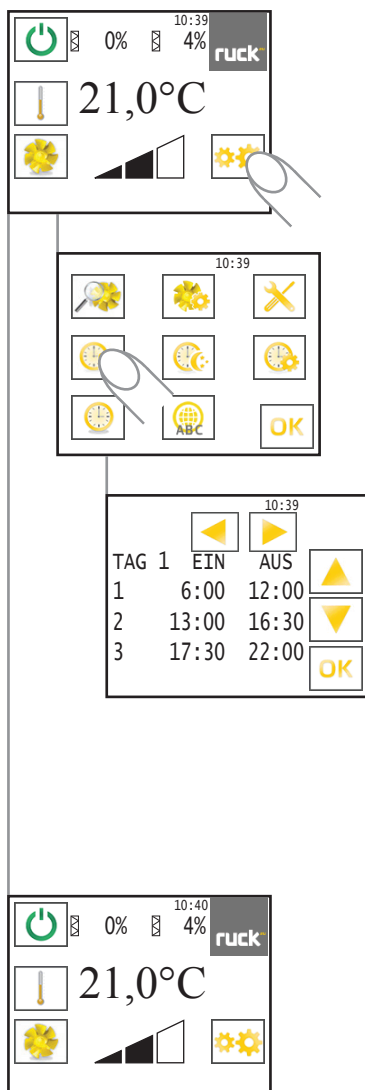 10:39
0% 4% ruck
21,0°C
10:39
ABC
OK
10:39
TAG 1 EIN AUS
1 6:00 12:00
2 13:00 16:30
3 17:30 22:00
OK
10:40
0% 4% ruck
21,0°C